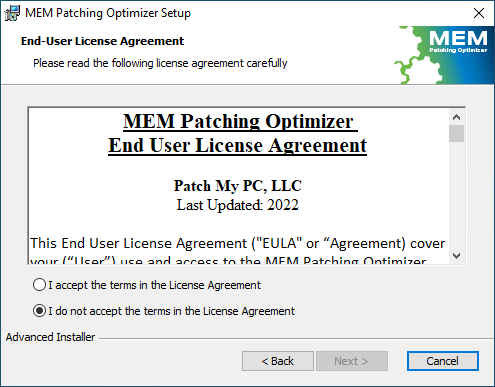 MEM Patching Optimizer Setup
End-User License Agreement
Please read the following license agreement carefully
MEM
Patching Optimizer
MEM Patching Optimizer
End User License Agreement
Patch My PC, LLC
Last Updated: 2022
This End User License Agreement ("EULA" or “Agreement) cover
your (“User”) use and access to the MEM Patching Optimizer
I accept the terms in the License Agreement
I do not accept the terms in the License Agreement
Advanced Installer
< Back
Next >
Cancel